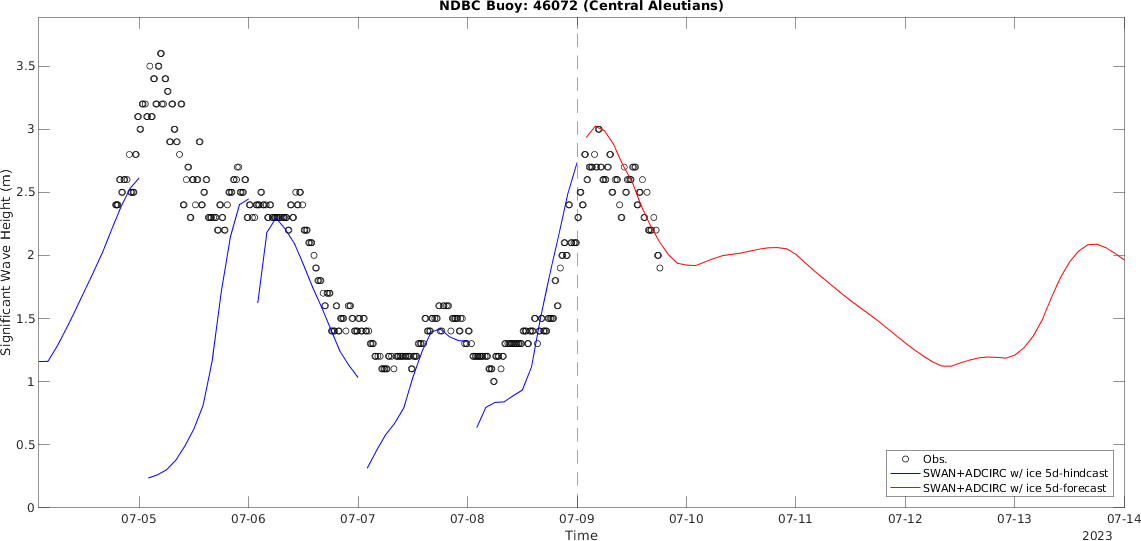 NDBC Buoy: 46072 (Central Aleutians)
Significant Wave Height (m)
3.5
3
2.5
2
1.5
1
0.5
0
Obs.
SWAN+ADCIRC w/ ice 5d-hindcast
SWAN+ADCIRC w/ ice 5d-forecast
07-05 07-06 07-07 07-08 07-09 07-10 07-11 07-12 07-13 07-14
Time
2023